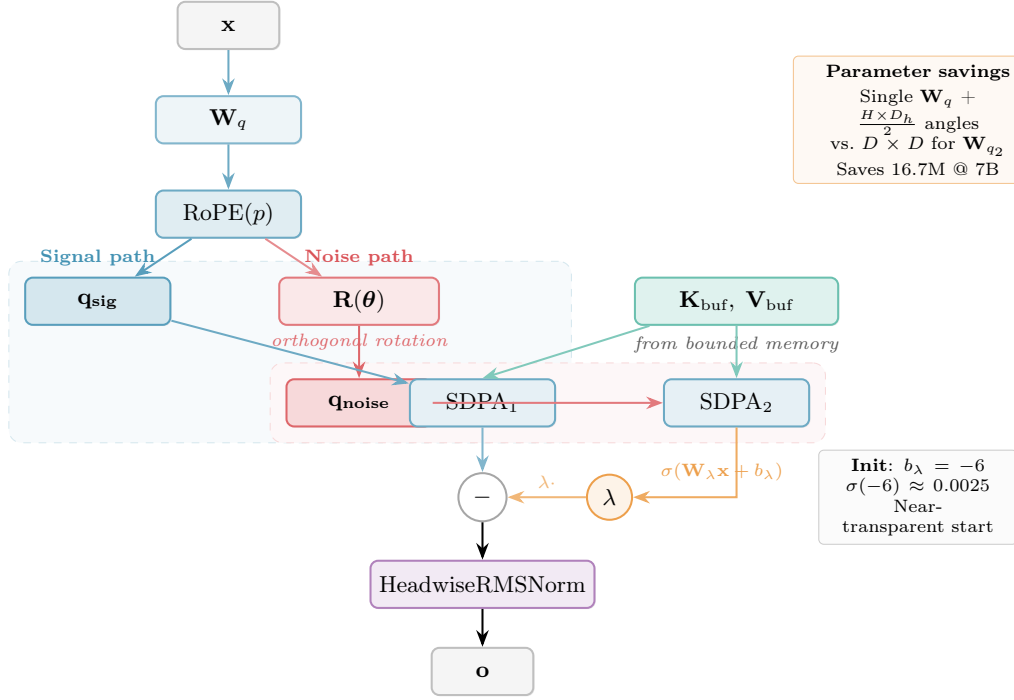 x
W_q
RoPE(p)
Signal path
Noise path
q_sig
R(θ)
K_buf, V_buf
orthogonal rotation
from bounded memory
q_noise
SDPA_1
SDPA_2
σ(W_λ x + b_λ)
λ·
−
λ
HeadwiseRMSNorm
o
Parameter savings
Single W_q +
H×D_h/2 angles
vs. D × D for W_q_2
Saves 16.7M @ 7B
Init: b_λ = −6
σ(−6) ≈ 0.0025
Near-
transparent start